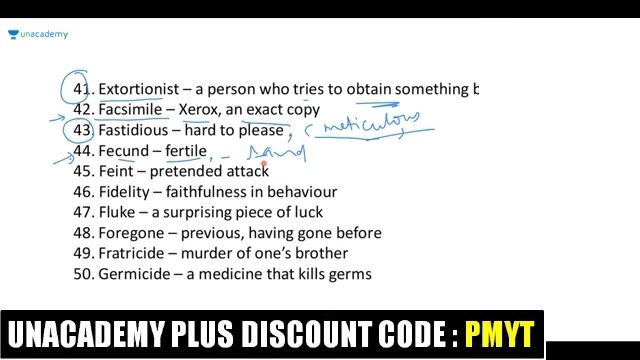 unacademy
41. Extortionist – a person who tries to obtain something b
42. Facsimile – Xerox, an exact copy
43. Fastidious – hard to please, (meticulous
44. Fecund – fertile, –
45. Feint – pretended attack
46. Fidelity – faithfulness in behaviour
47. Fluke – a surprising piece of luck
48. Foregone – previous, having gone before
49. Fratricide – murder of one's brother
50. Germicide – a medicine that kills germs
UNACADEMY PLUS DISCOUNT CODE : PMYT